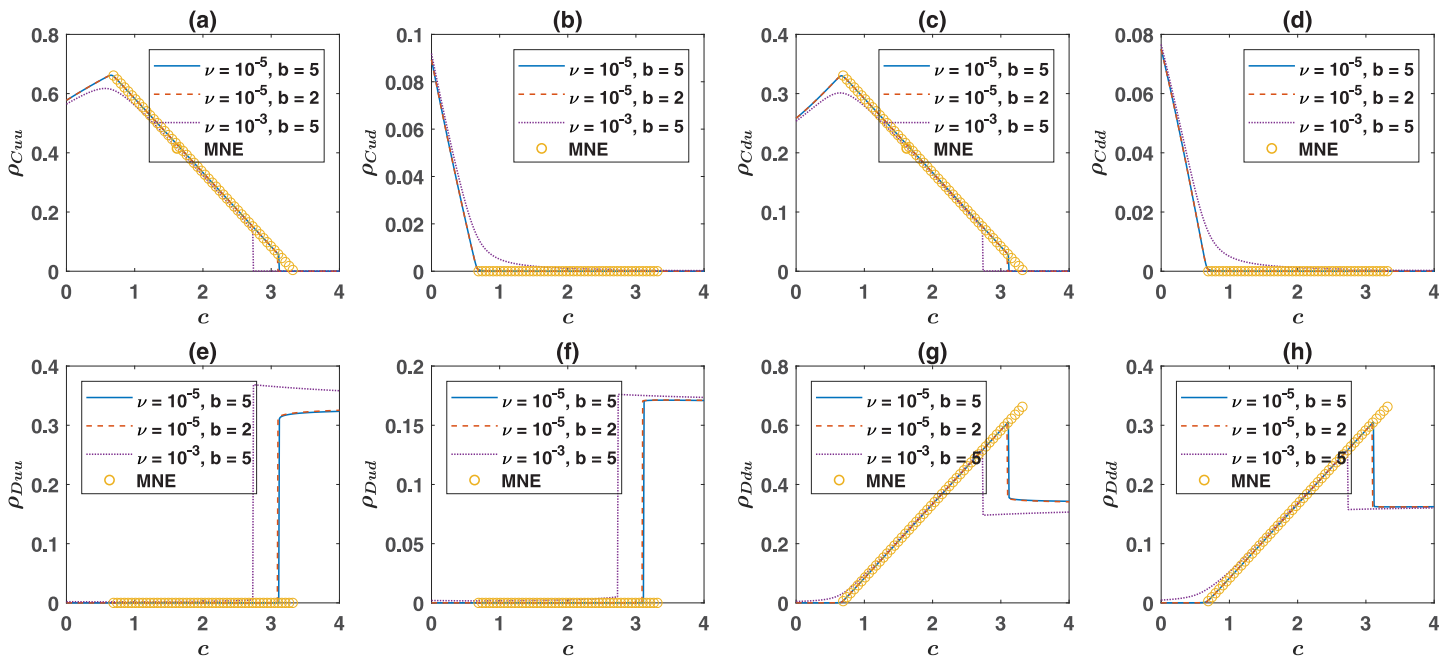 (a)
0.8
0.6
0.4
0.2
0
ρCuu
0 1 2 3 4
c
ν = 10⁻⁵, b = 5
ν = 10⁻⁵, b = 2
ν = 10⁻³, b = 5
MNE
(b)
0.1
0.08
0.06
0.04
0.02
0
ρCud
0 1 2 3 4
c
ν = 10⁻⁵, b = 5
ν = 10⁻⁵, b = 2
ν = 10⁻³, b = 5
MNE
(c)
0.4
0.3
0.2
0.1
0
ρCdu
0 1 2 3 4
c
ν = 10⁻⁵, b = 5
ν = 10⁻⁵, b = 2
ν = 10⁻³, b = 5
MNE
(d)
0.08
0.06
0.04
0.02
0
ρCdd
0 1 2 3 4
c
ν = 10⁻⁵, b = 5
ν = 10⁻⁵, b = 2
ν = 10⁻³, b = 5
MNE
(e)
0.4
0.3
0.2
0.1
0
ρDuu
0 1 2 3 4
c
ν = 10⁻⁵, b = 5
ν = 10⁻⁵, b = 2
ν = 10⁻³, b = 5
MNE
(f)
0.2
0.15
0.1
0.05
0
ρDud
0 1 2 3 4
c
ν = 10⁻⁵, b = 5
ν = 10⁻⁵, b = 2
ν = 10⁻³, b = 5
MNE
(g)
0.8
0.6
0.4
0.2
0
ρDdu
0 1 2 3 4
c
ν = 10⁻⁵, b = 5
ν = 10⁻⁵, b = 2
ν = 10⁻³, b = 5
MNE
(h)
0.4
0.3
0.2
0.1
0
ρDdd
0 1 2 3 4
c
ν = 10⁻⁵, b = 5
ν = 10⁻⁵, b = 2
ν = 10⁻³, b = 5
MNE